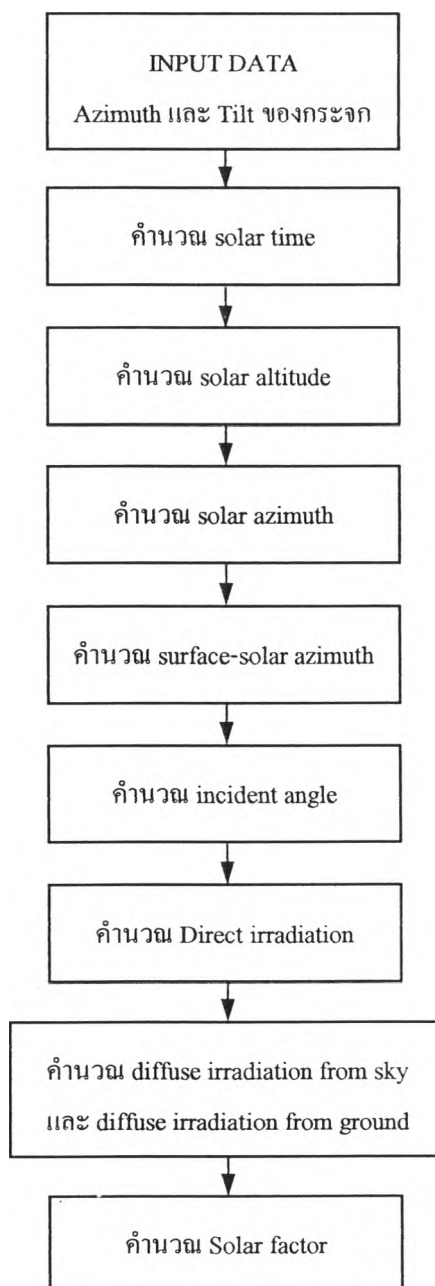 INPUT DATA
Azimuth และ Tilt ของกระจก
คำนวณ solar time
คำนวณ solar altitude
คำนวณ solar azimuth
คำนวณ surface-solar azimuth
คำนวณ incident angle
คำนวณ Direct irradiation
คำนวณ diffuse irradiation from sky
และ diffuse irradiation from ground
คำนวณ Solar factor